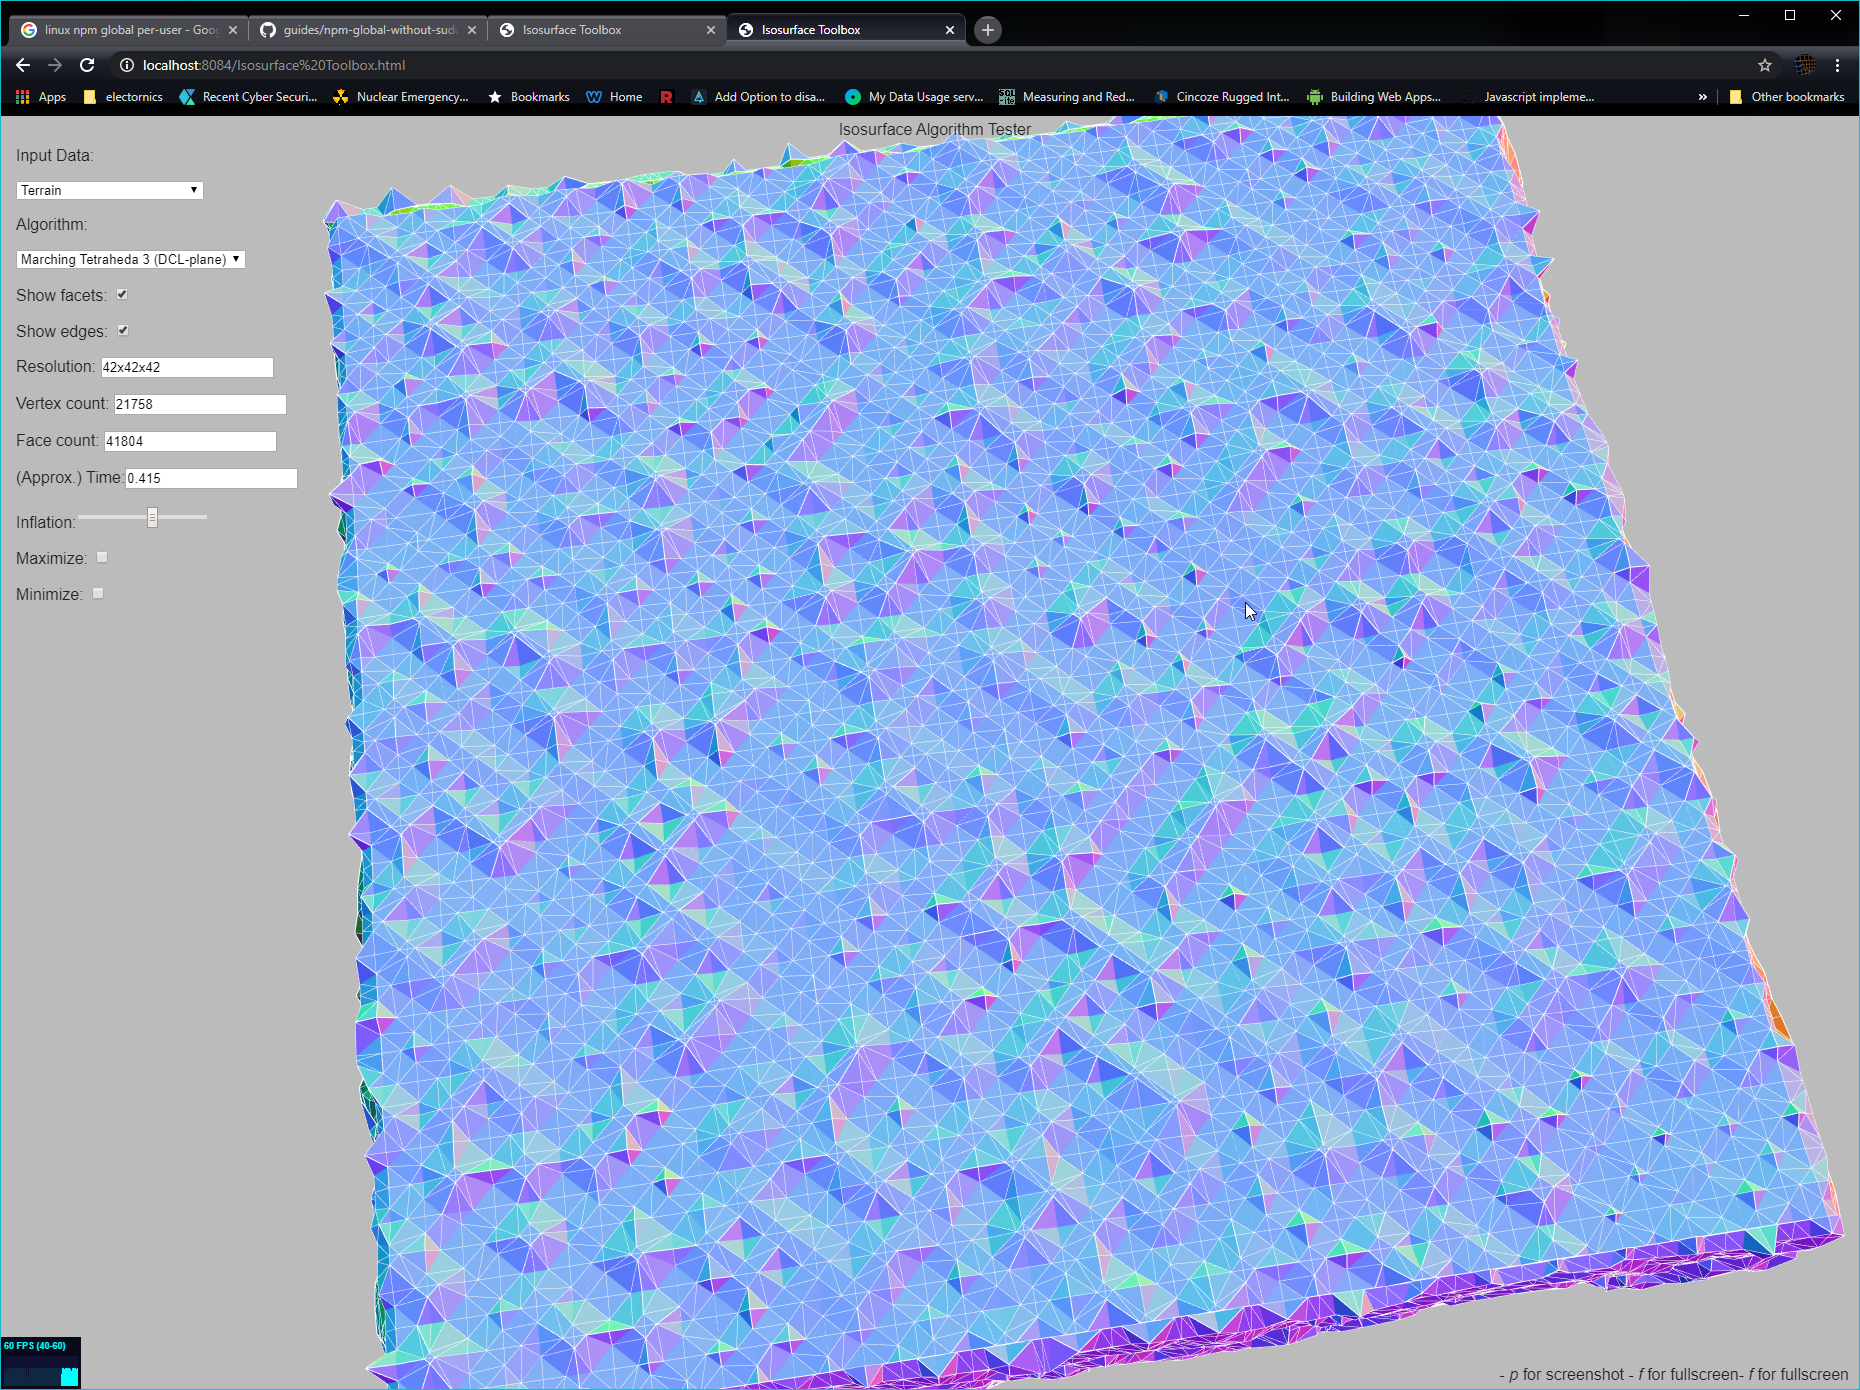 linux npm global per-user - Goo
guides/npm-global-without-sudo
Isosurface Toolbox
Isosurface Toolbox
localhost:8084/Isosurface%20Toolbox.html
Apps
electornics
Recent Cyber Securi...
Nuclear Emergency...
Bookmarks
Home
Add Option to disa...
My Data Usage serv...
Measuring and Red...
Cincoze Rugged Int...
Building Web Apps...
Javascript impleme...
»
Other bookmarks
Isosurface Algorithm Tester
Input Data:
Terrain
Algorithm:
Marching Tetraheda 3 (DCL-plane)
Show facets:
Show edges:
Resolution: 42x42x42
Vertex count: 21758
Face count: 41804
(Approx.) Time: 0.415
Inflation:
Maximize:
Minimize:
60 FPS (40-60)
- p for screenshot - f for fullscreen- f for fullscreen